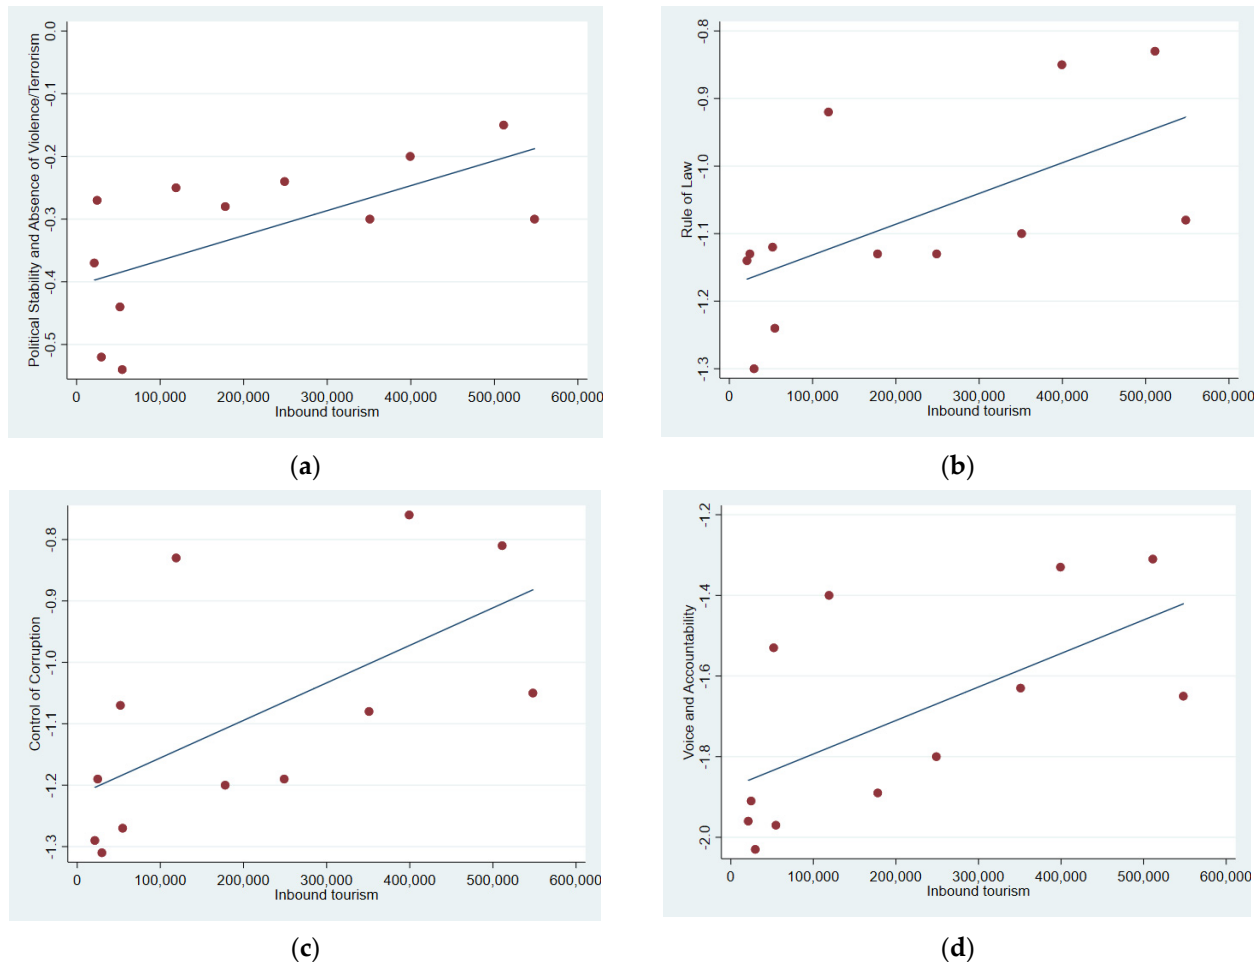 Political Stability and Absence of Violence/Terrorism
0.0
-0.1
-0.2
-0.3
-0.4
-0.5
0 100,000 200,000 300,000 400,000 500,000 600,000
Inbound tourism
(a)
Rule of Law
-0.8
-0.9
-1.0
-1.1
-1.2
-1.3
0 100,000 200,000 300,000 400,000 500,000 600,000
Inbound tourism
(b)
Control of Corruption
-0.8
-0.9
-1.0
-1.1
-1.2
-1.3
0 100,000 200,000 300,000 400,000 500,000 600,000
Inbound tourism
(c)
Voice and Accountability
-1.2
-1.4
-1.6
-1.8
-2.0
0 100,000 200,000 300,000 400,000 500,000 600,000
Inbound tourism
(d)